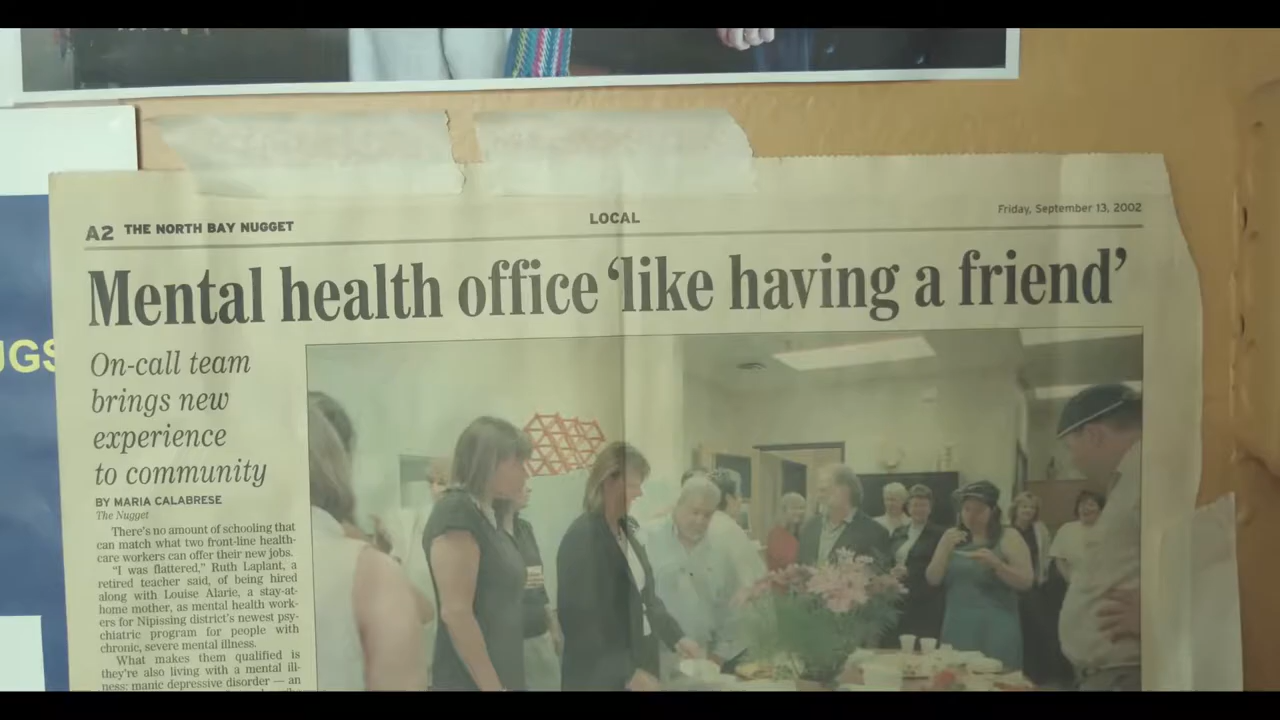 A2 THE NORTH BAY NUGGET
LOCAL
Friday, September 13, 2002
Mental health office ‘like having a friend’
On-call team
brings new
experience
to community
BY MARIA CALABRESE
The Nugget
There's no amount of schooling that
can match what two front-line health-
care workers can offer their new jobs.
“I was flattered,” Ruth Laplant, a
retired teacher said, of being hired
along with Louise Alarie, a stay-at-
home mother, as mental health work-
ers for Nipissing district's newest psy-
chiatric program for people with
chronic, severe mental illness.
What makes them qualified is
they're also living with a mental ill-
ness: manic depressive disorder — an
UGS